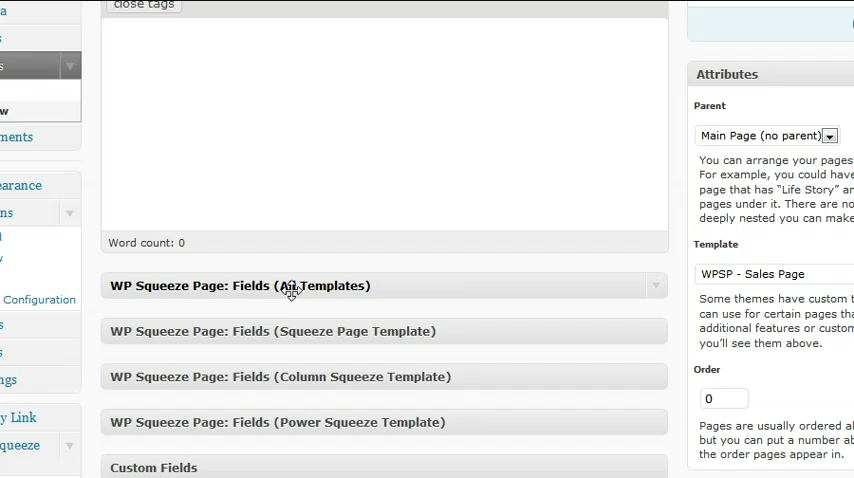 close tags
Word count: 0
WP Squeeze Page: Fields (All Templates)
WP Squeeze Page: Fields (Squeeze Page Template)
WP Squeeze Page: Fields (Column Squeeze Template)
WP Squeeze Page: Fields (Power Squeeze Template)
Custom Fields
a
s
s
w
ments
earance
ns
Configuration
s
s
ngs
y Link
queeze
Attributes
Parent
Main Page (no parent)
You can arrange your pages
For example, you could have
page that has “Life Story” an
pages under it. There are no
deeply nested you can make
Template
WPSP - Sales Page
Some themes have custom t
can use for certain pages tha
additional features or custom
you’ll see them above.
Order
0
Pages are usually ordered al
but you can put a number ab
the order pages appear in.